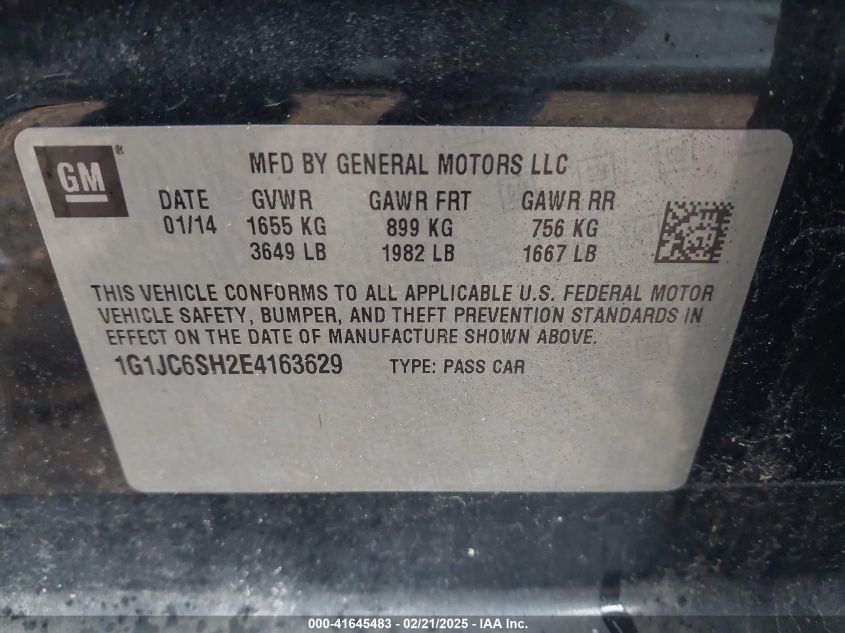 GM ®
MFD BY GENERAL MOTORS LLC
DATE GVWR GAWR FRT GAWR RR
01/14 1655 KG 899 KG 756 KG
3649 LB 1982 LB 1667 LB
THIS VEHICLE CONFORMS TO ALL APPLICABLE U.S. FEDERAL MOTOR
VEHICLE SAFETY, BUMPER, AND THEFT PREVENTION STANDARDS IN
EFFECT ON THE DATE OF MANUFACTURE SHOWN ABOVE.
1G1JC6SH2E4163629 TYPE: PASS CAR
000-41645483 - 02/21/2025 - IAA Inc.